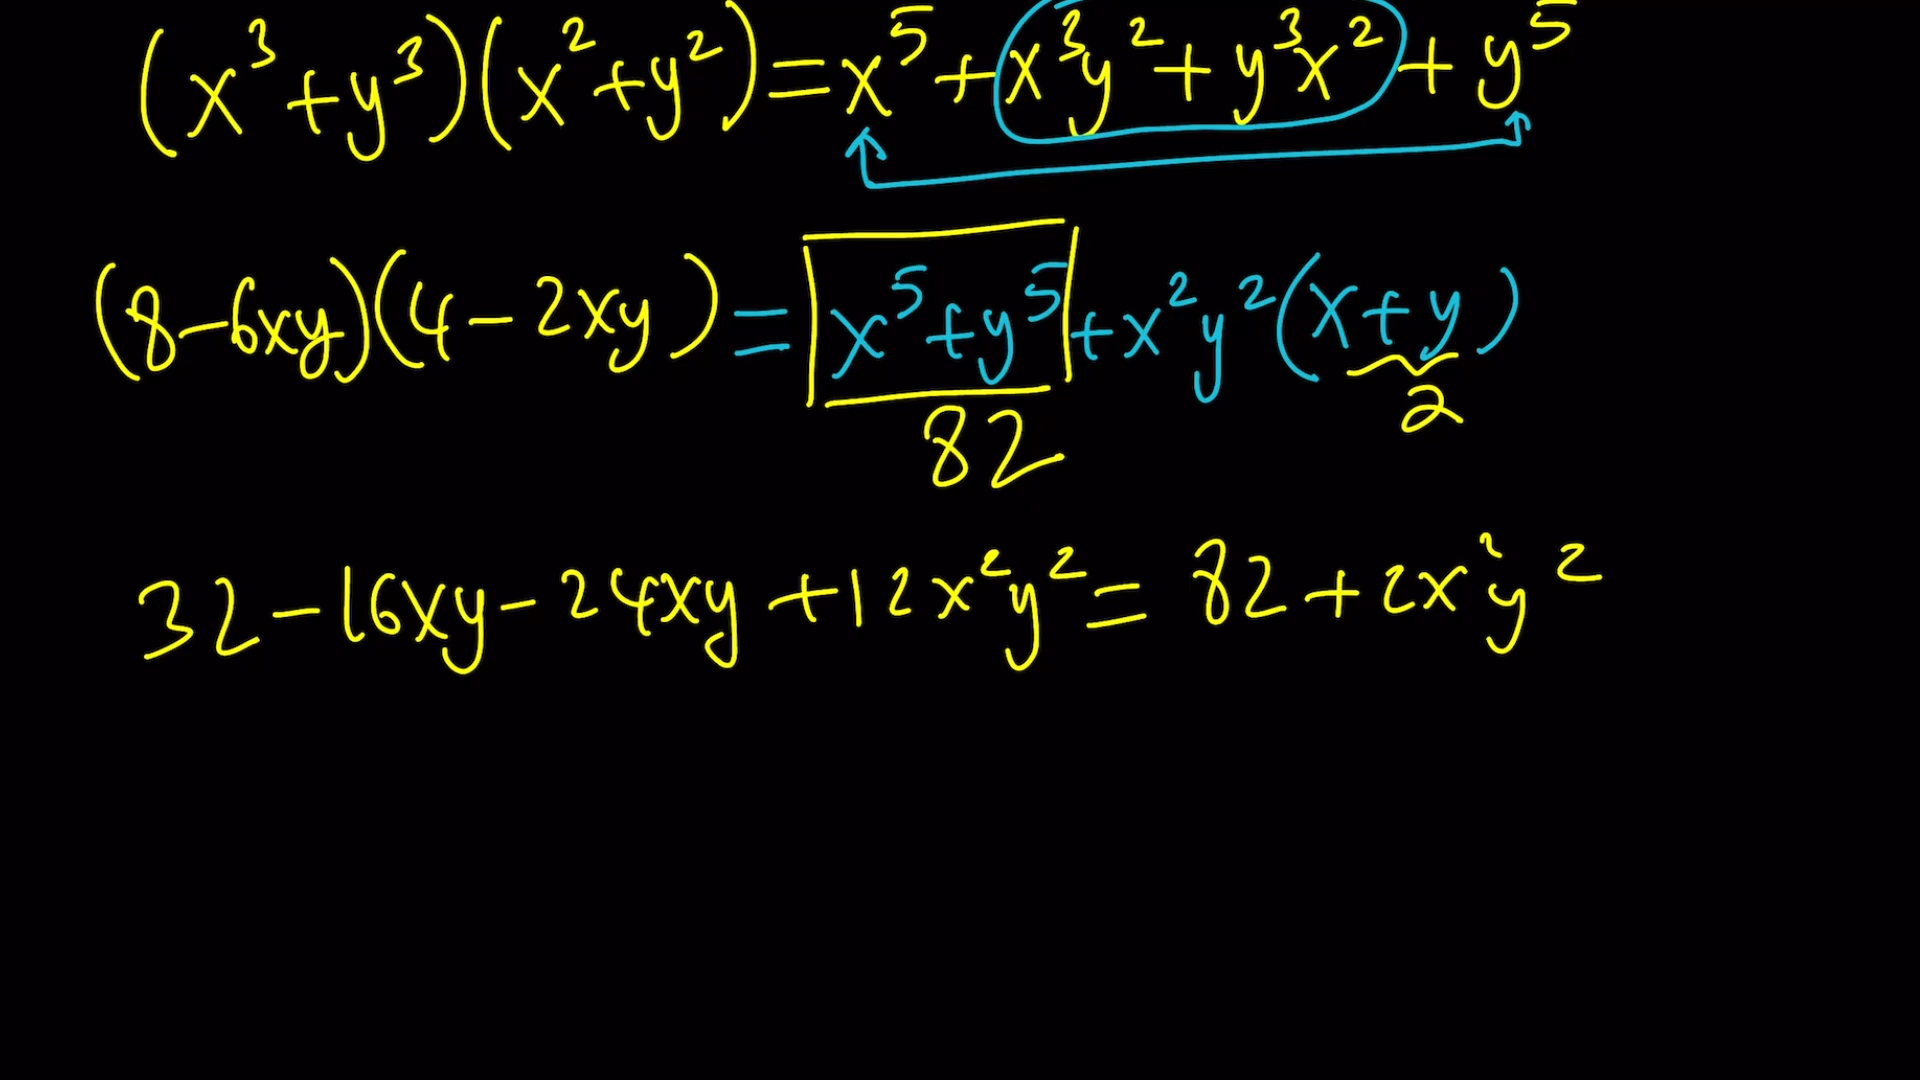 (x³+y³)(x²+y²)=x⁵+x³y²+y³x²+y⁵
(8-6xy)(4-2xy)=x⁵+y⁵+x²y²(x+y)
82 2
32-16xy-24xy+12x²y²=82+2x²y²